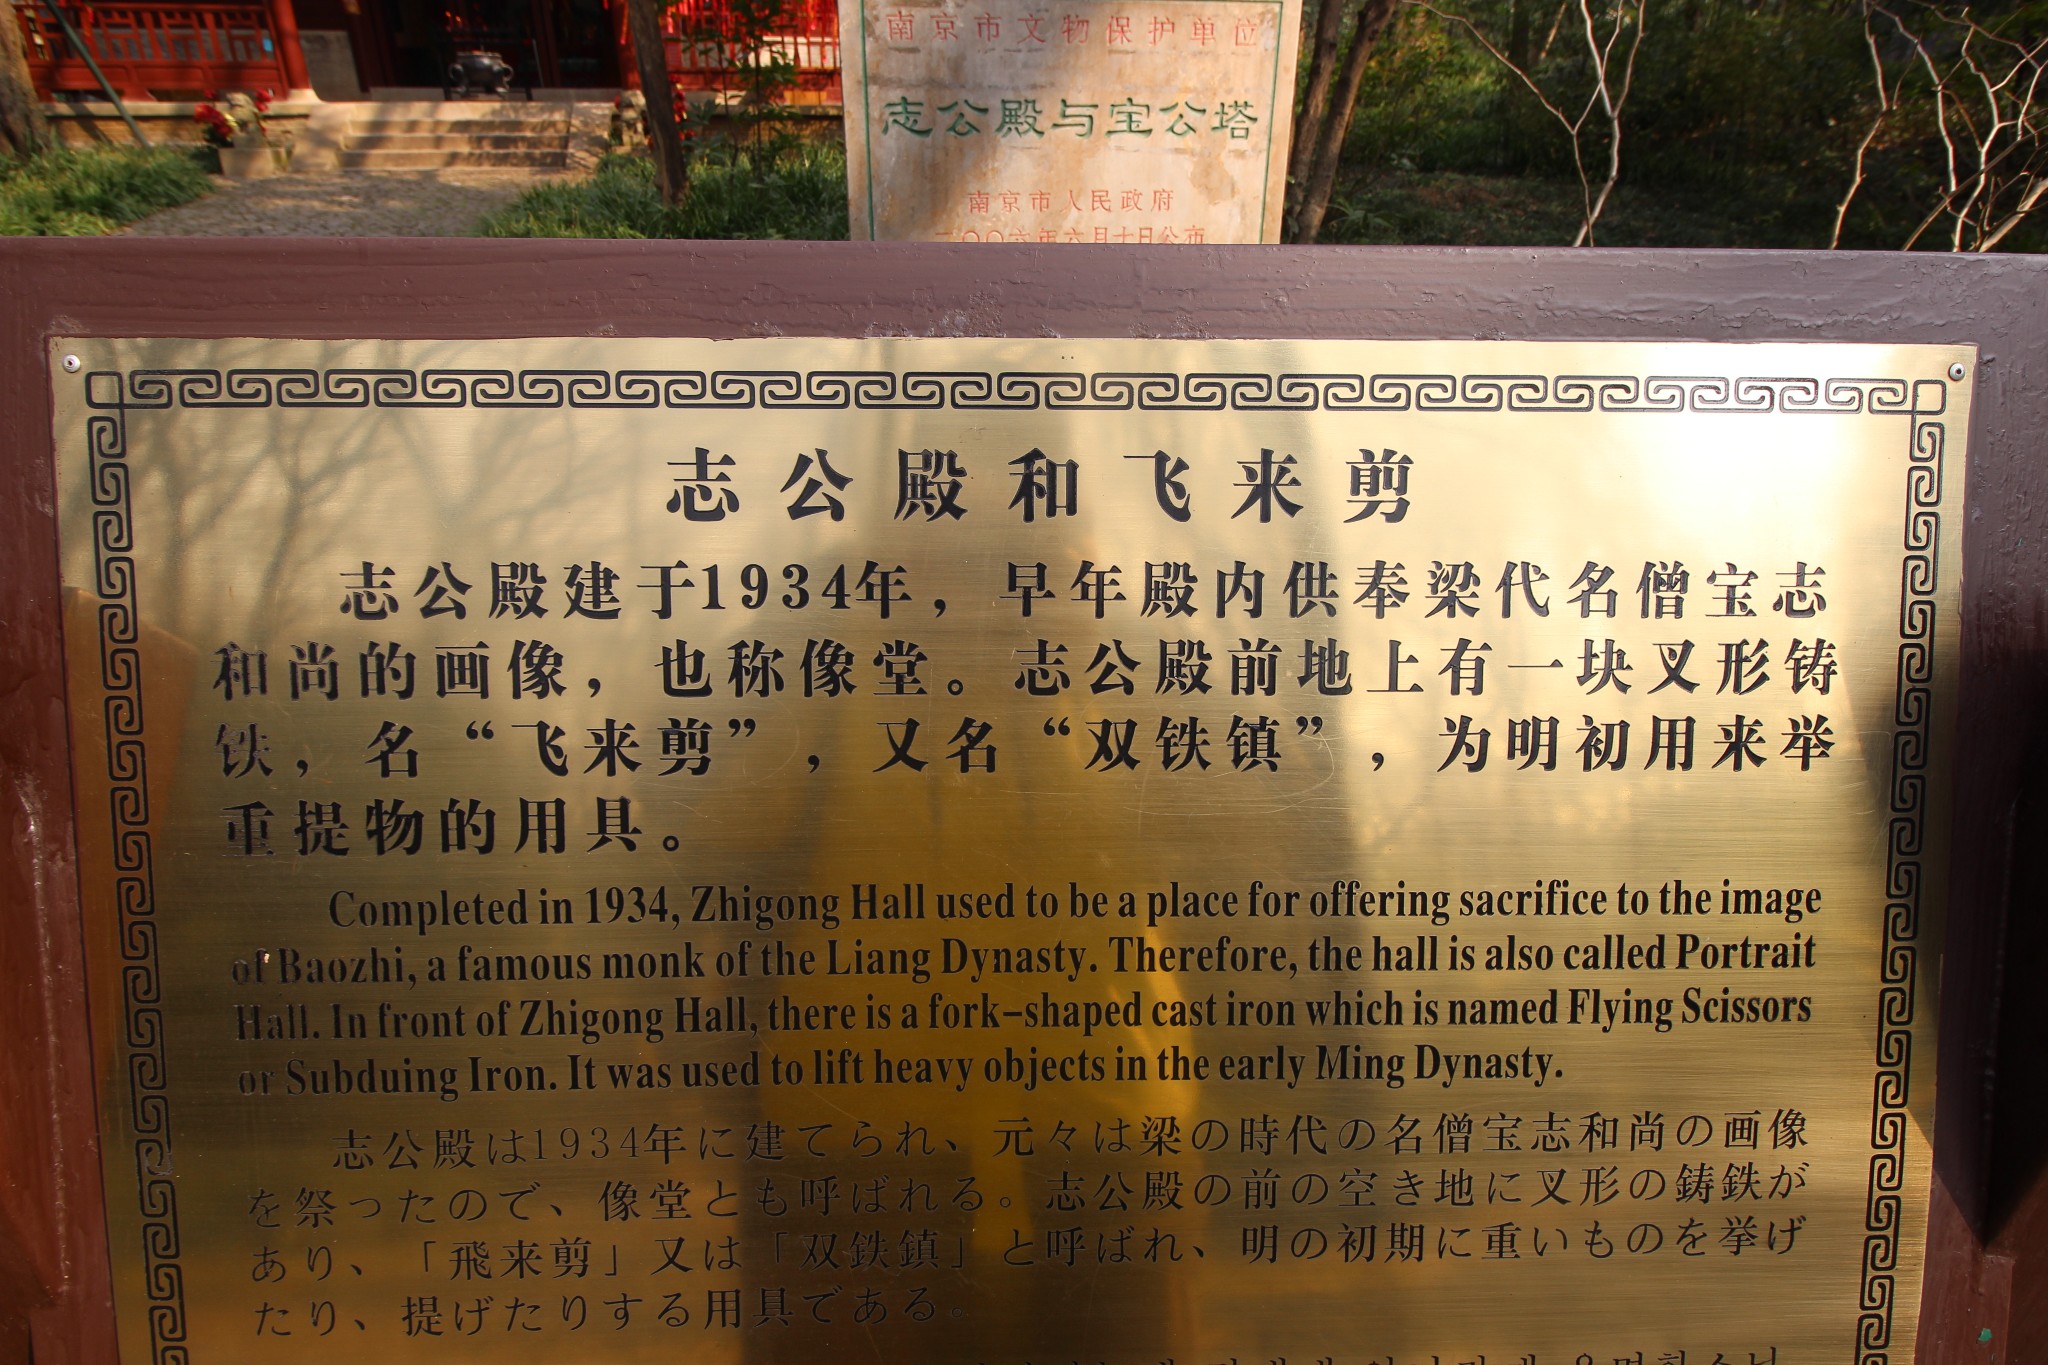 南京市文物保护单位
志公殿与宝公塔
南京市人民政府
二〇〇六年六月十日公布
志公殿和飞来剪
志公殿建于1934年，早年殿内供奉梁代名僧宝志
和尚的画像，也称像堂。志公殿前地上有一块叉形铸
铁，名“飞来剪”，又名“双铁镇”，为明初用来举
重提物的用具。
Completed in 1934, Zhigong Hall used to be a place for offering sacrifice to the image
of Baozhi, a famous monk of the Liang Dynasty. Therefore, the hall is also called Portrait
Hall. In front of Zhigong Hall, there is a fork-shaped cast iron which is named Flying Scissors
or Subduing Iron. It was used to lift heavy objects in the early Ming Dynasty.
志公殿は1934年に建てられ、元々は梁の時代の名僧宝志和尚の画像
を祭ったので、像堂とも呼ばれる。志公殿の前の空き地に叉形の鋳鉄が
あり、「飛来剪」又は「双鉄鎮」と呼ばれ、明の初期に重いものを挙げ
たり、提げたりする用具である。